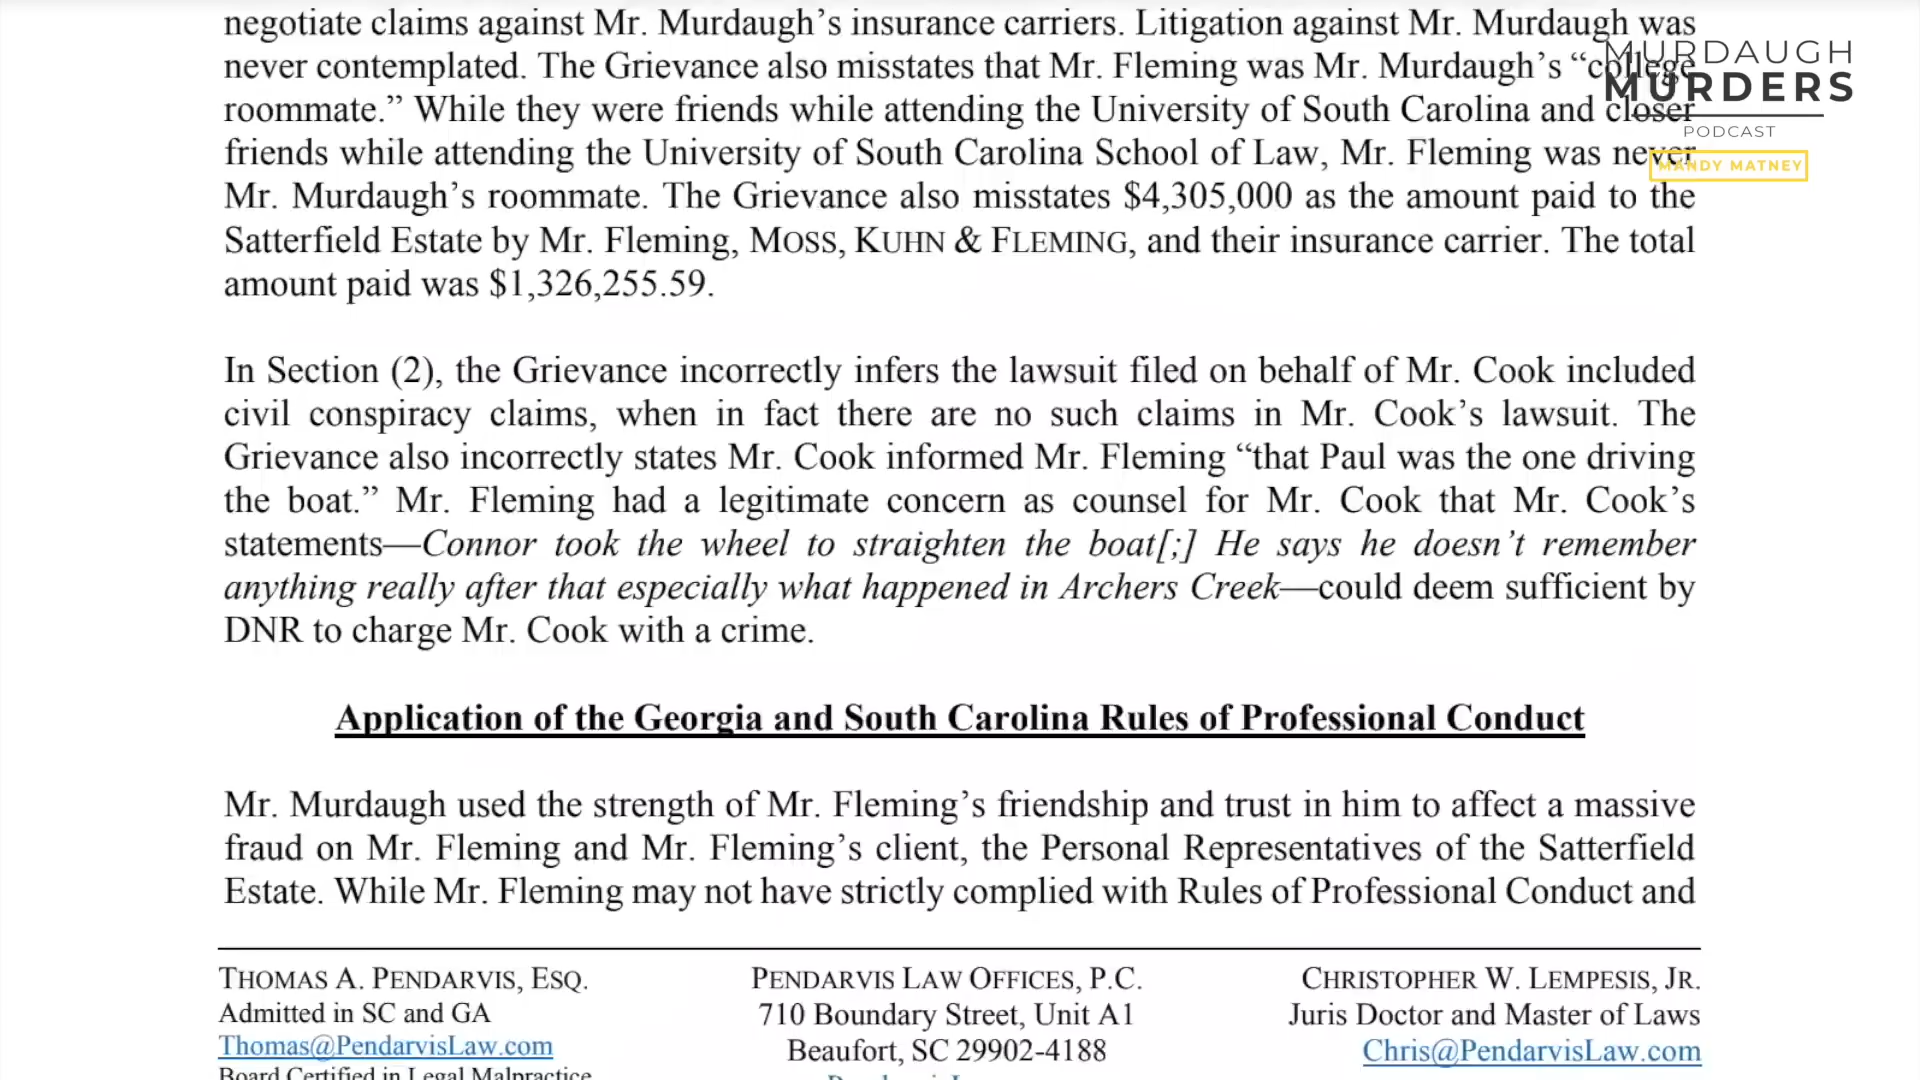 negotiate claims against Mr. Murdaugh’s insurance carriers. Litigation against Mr. Murdaugh was
never contemplated. The Grievance also misstates that Mr. Fleming was Mr. Murdaugh’s “college
roommate.” While they were friends while attending the University of South Carolina and closer
friends while attending the University of South Carolina School of Law, Mr. Fleming was never
Mr. Murdaugh’s roommate. The Grievance also misstates $4,305,000 as the amount paid to the
Satterfield Estate by Mr. Fleming, MOSS, KUHN & FLEMING, and their insurance carrier. The total
amount paid was $1,326,255.59.
In Section (2), the Grievance incorrectly infers the lawsuit filed on behalf of Mr. Cook included
civil conspiracy claims, when in fact there are no such claims in Mr. Cook’s lawsuit. The
Grievance also incorrectly states Mr. Cook informed Mr. Fleming “that Paul was the one driving
the boat.” Mr. Fleming had a legitimate concern as counsel for Mr. Cook that Mr. Cook’s
statements—Connor took the wheel to straighten the boat[;] He says he doesn’t remember
anything really after that especially what happened in Archers Creek—could deem sufficient by
DNR to charge Mr. Cook with a crime.
Application of the Georgia and South Carolina Rules of Professional Conduct
Mr. Murdaugh used the strength of Mr. Fleming’s friendship and trust in him to affect a massive
fraud on Mr. Fleming and Mr. Fleming’s client, the Personal Representatives of the Satterfield
Estate. While Mr. Fleming may not have strictly complied with Rules of Professional Conduct and
THOMAS A. PENDARVIS, ESQ.
Admitted in SC and GA
Thomas@PendarvisLaw.com
Board Certified in Legal Malpractice
PENDARVIS LAW OFFICES, P.C.
710 Boundary Street, Unit A1
Beaufort, SC 29902-4188
CHRISTOPHER W. LEMPESIS, JR.
Juris Doctor and Master of Laws
Chris@PendarvisLaw.com
MURDAUGH
MURDERS
PODCAST
MANDY MATNEY